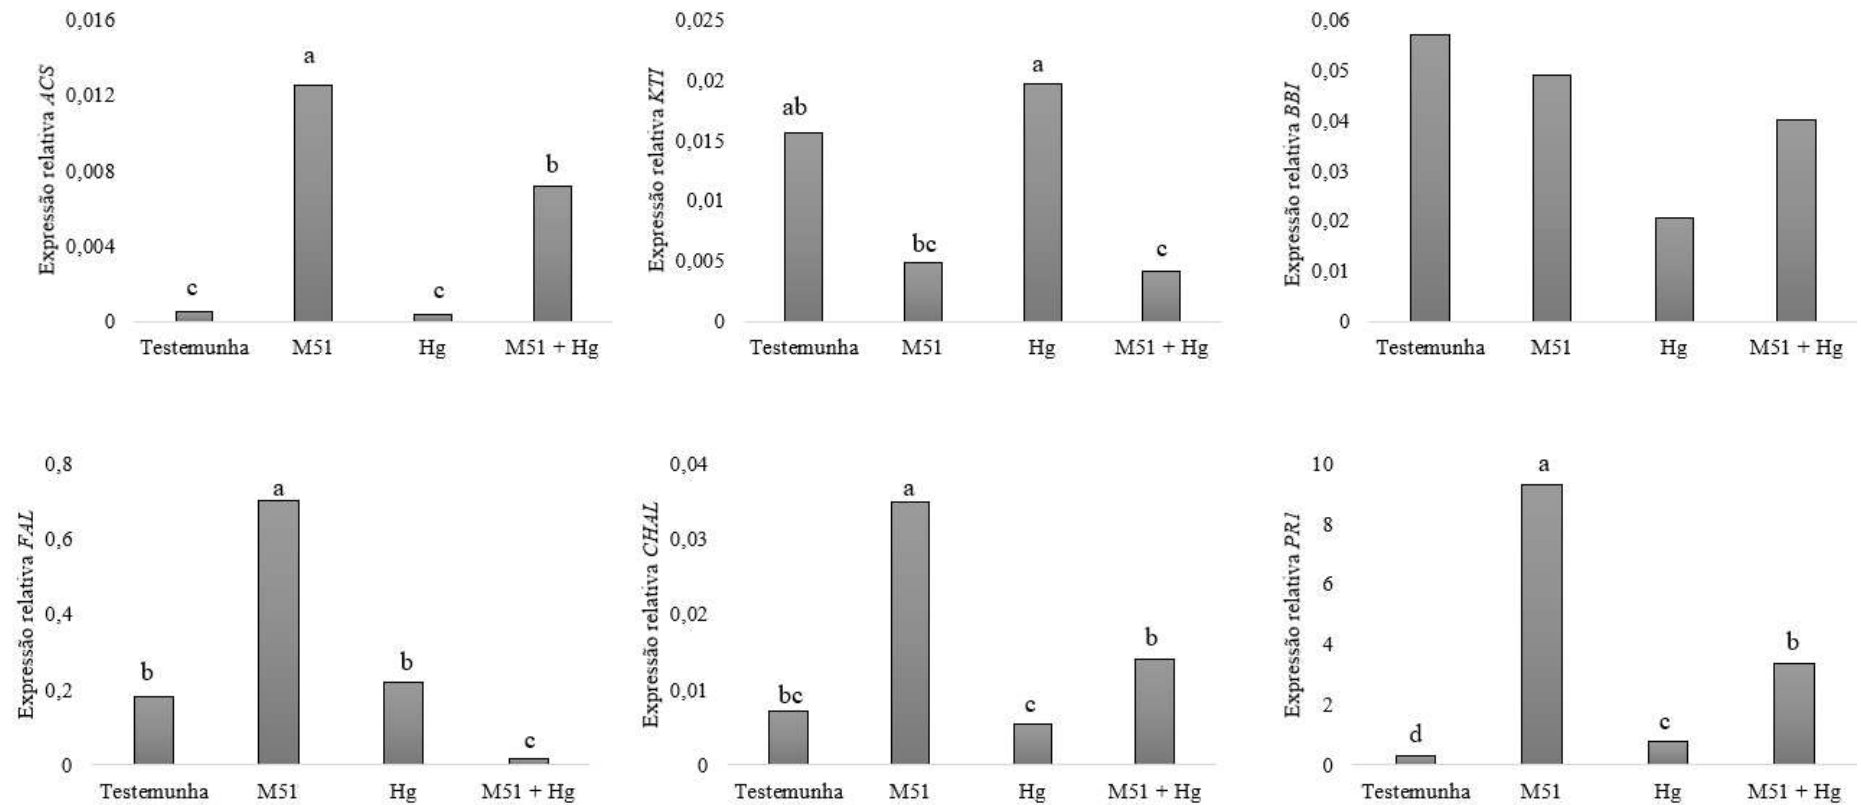 Expressão relativa ACS
0,016
0,012
0,008
0,004
0
c
a
c
b
Testemunha M51 Hg M51 + Hg
Expressão relativa KTI
0,025
0,02
0,015
0,01
0,005
0
ab
bc
a
c
Testemunha M51 Hg M51 + Hg
Expressão relativa BBI
0,06
0,05
0,04
0,03
0,02
0,01
0
Testemunha M51 Hg M51 + Hg
Expressão relativa FAL
0,8
0,6
0,4
0,2
0
b
a
b
c
Testemunha M51 Hg M51 + Hg
Expressão relativa CHAL
0,04
0,03
0,02
0,01
0
bc
a
c
b
Testemunha M51 Hg M51 + Hg
Expressão relativa PR1
10
8
6
4
2
0
d
a
c
b
Testemunha M51 Hg M51 + Hg